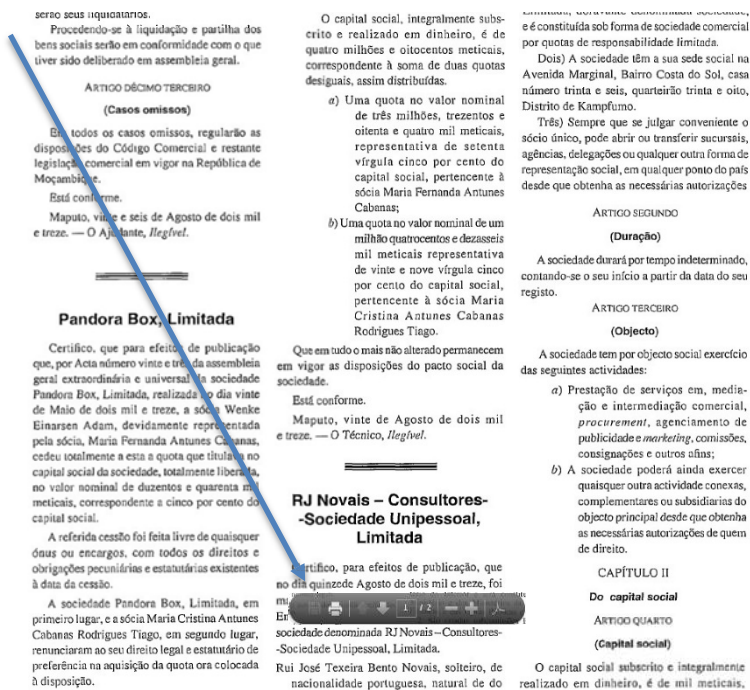 serão seus liquidatários.
Procedendo-se à liquidação e partilha dos
bens sociais serão em conformidade com o que
tiver sido deliberado em assembleia geral.
ARTIGO DÉCIMO TERCEIRO
(Casos omissos)
Em todos os casos omissos, regularão as
disposições do Código Comercial e restante
legislação comercial em vigor na República de
Moçambique.
Está conforme.
Maputo, vinte e seis de Agosto de dois mil
e treze. — O Ajudante, Ilegível.
Pandora Box, Limitada
Certifico, que para efeitos de publicação
que, por Acta número vinte e três da assembleia
geral extraordinária e universal da sociedade
Pandora Box, Limitada, realizada no dia vinte
de Maio de dois mil e treze, a sócia Wenke
Einarsen Adam, devidamente representada
pela sócia, Maria Fernanda Antunes Cabanas,
cedeu totalmente a esta a quota que titulava no
capital social da sociedade, totalmente liberada,
no valor nominal de duzentos e quarenta mil
meticais, correspondente a cinco por cento do
capital social.
A referida cessão foi feita livre de quaisquer
ónus ou encargos, com todos os direitos e
obrigações pecuniárias e estatutárias existentes
à data da cessão.
A sociedade Pandora Box, Limitada, em
primeiro lugar, e a sócia Maria Cristina Antunes
Cabanas Rodrigues Tiago, em segundo lugar,
renunciaram ao seu direito legal e estatutário de
preferência na aquisição da quota ora colocada
à disposição.
O capital social, integralmente subs-
crito e realizado em dinheiro, é de
quatro milhões e oitocentos meticais,
correspondente à soma de duas quotas
desiguais, assim distribuídas.
a) Uma quota no valor nominal
de três milhões, trezentos e
oitenta e quatro mil meticais,
representativa de setenta
vírgula cinco por cento do
capital social, pertencente à
sócia Maria Fernanda Antunes
Cabanas;
b) Uma quota no valor nominal de um
milhão quatrocentos e dezasseis
mil meticais representativa
de vinte e nove vírgula cinco
por cento do capital social,
pertencente à sócia Maria
Cristina Antunes Cabanas
Rodrigues Tiago.
Que em tudo o mais não alterado permanecem
em vigor as disposições do pacto social da
sociedade.
Está conforme.
Maputo, vinte de Agosto de dois mil
e treze. — O Técnico, Ilegível.
RJ Novais – Consultores-
-Sociedade Unipessoal,
Limitada
Certifico, para efeitos de publicação, que
no dia quinze de Agosto de dois mil e treze, foi
1 / 2
sociedade denominada RJ Novais – Consultores-
-Sociedade Unipessoal, Limitada.
Rui José Texeira Bento Novais, solteiro, de
nacionalidade portuguesa, natural de do
Limitada, doravante denominada sociedade,
e é constituída sob forma de sociedade comercial
por quotas de responsabilidade limitada.
Dois) A sociedade têm a sua sede social na
Avenida Marginal, Bairro Costa do Sol, casa
número trinta e seis, quarteirão trinta e oito,
Distrito de Kampfumo.
Três) Sempre que se julgar conveniente o
sócio único, pode abrir ou transferir sucursais,
agências, delegações ou qualquer outra forma de
representação social, em qualquer ponto do país
desde que obtenha as necessárias autorizações
ARTIGO SEGUNDO
(Duração)
A sociedade durará por tempo indeterminado,
contando-se o seu início a partir da data do seu
registo.
ARTIGO TERCEIRO
(Objecto)
A sociedade tem por objecto social exercício
das seguintes actividades:
a) Prestação de serviços em, media-
ção e intermediação comercial,
procurement, agenciamento de
publicidade e marketing, comissões,
consignações e outros afins;
b) A sociedade poderá ainda exercer
quaisquer outra actividade conexas,
complementares ou subsidiarias do
objecto principal desde que obtenha
as necessárias autorizações de quem
de direito.
CAPÍTULO II
Do capital social
ARTIGO QUARTO
(Capital social)
O capital social subscrito e integralmente
realizado em dinheiro, é de mil meticais,